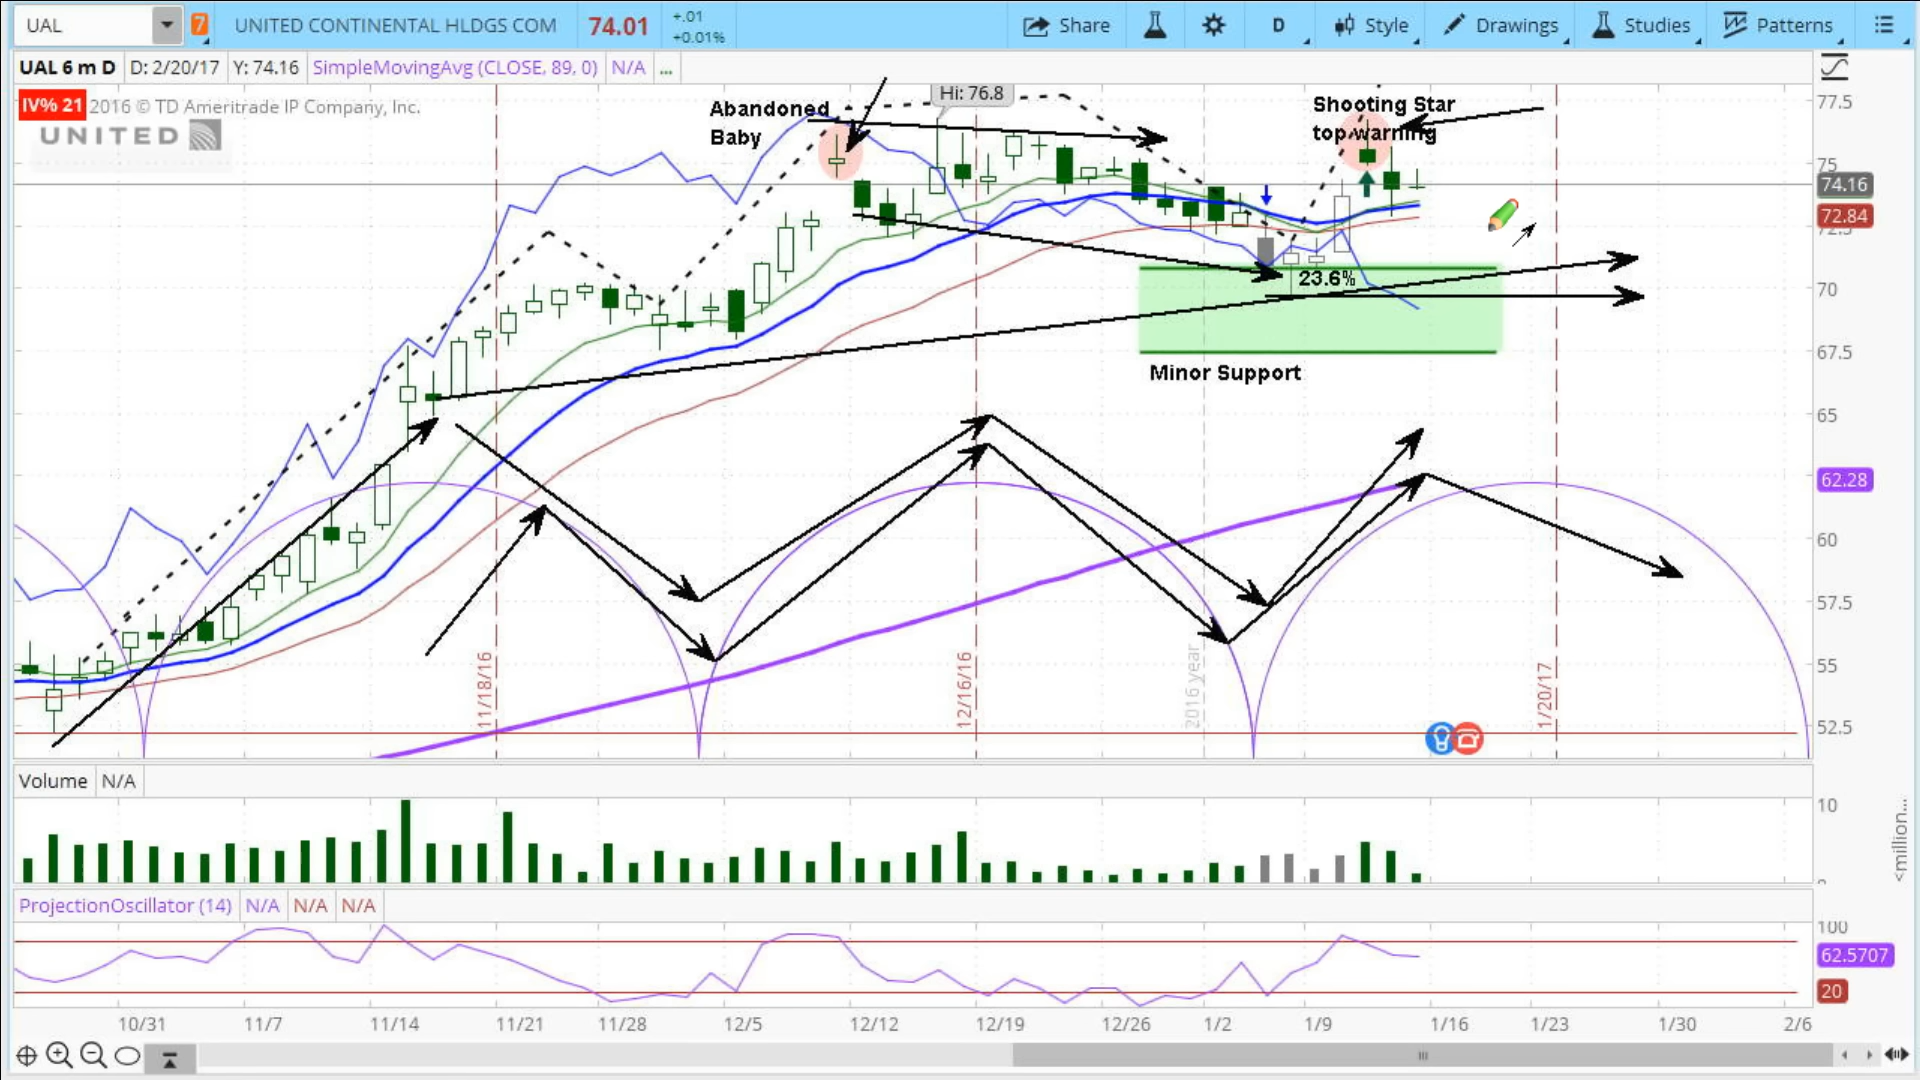 UAL
7
UNITED CONTINENTAL HLDGS COM
74.01
+.01
+0.01%
Share
D
Style
Drawings
Studies
Patterns
UAL 6 m D
D: 2/20/17
Y: 74.16
SimpleMovingAvg (CLOSE, 89, 0)
N/A
...
IV% 21
2016 © TD Ameritrade IP Company, Inc.
UNITED
Abandoned
Baby
Hi: 76.8
Shooting Star
top warning
77.5
75
74.16
72.84
72.5
70
67.5
65
62.28
60
57.5
55
52.5
23.6%
Minor Support
11/18/16
12/16/16
2016 year
1/20/17
Volume
N/A
10
<million...
ProjectionOscillator (14)
N/A
N/A
N/A
100
62.5707
20
10/31
11/7
11/14
11/21
11/28
12/5
12/12
12/19
12/26
1/2
1/9
1/16
1/23
1/30
2/6